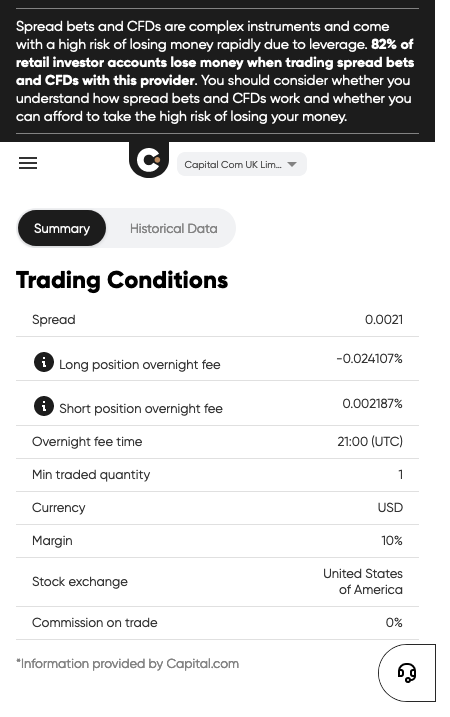 Spread bets and CFDs are complex instruments and come
with a high risk of losing money rapidly due to leverage. 82% of
retail investor accounts lose money when trading spread bets
and CFDs with this provider. You should consider whether you
understand how spread bets and CFDs work and whether you
can afford to take the high risk of losing your money.
Capital Com UK Lim...
Summary
Historical Data
Trading Conditions
Spread 0.0021
Long position overnight fee -0.024107%
Short position overnight fee 0.002187%
Overnight fee time 21:00 (UTC)
Min traded quantity 1
Currency USD
Margin 10%
Stock exchange United States
of America
Commission on trade 0%
*Information provided by Capital.com